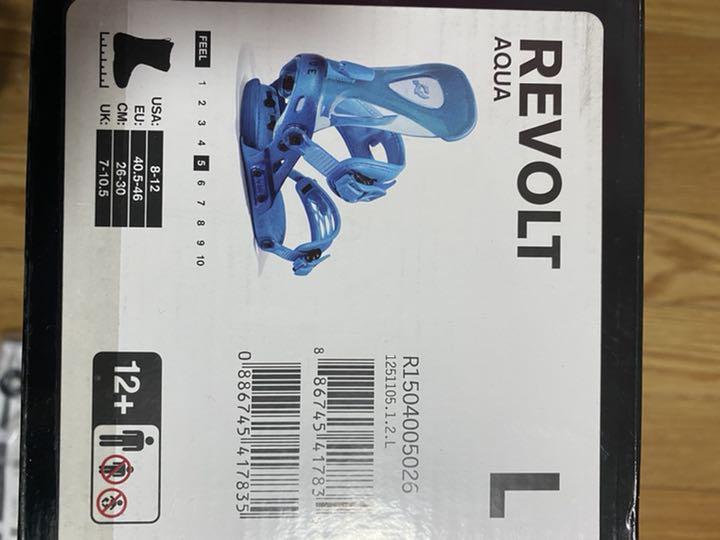 REVOLT
AQUA
L
FEEL 1 2 3 4 5 6 7 8 9 10
USA: 8-12
EU: 40.5-46
CM: 26-30
UK: 7-10.5
R1504005026
1251105.1.2.L
8 86745 41783
0 886745 417835
12+